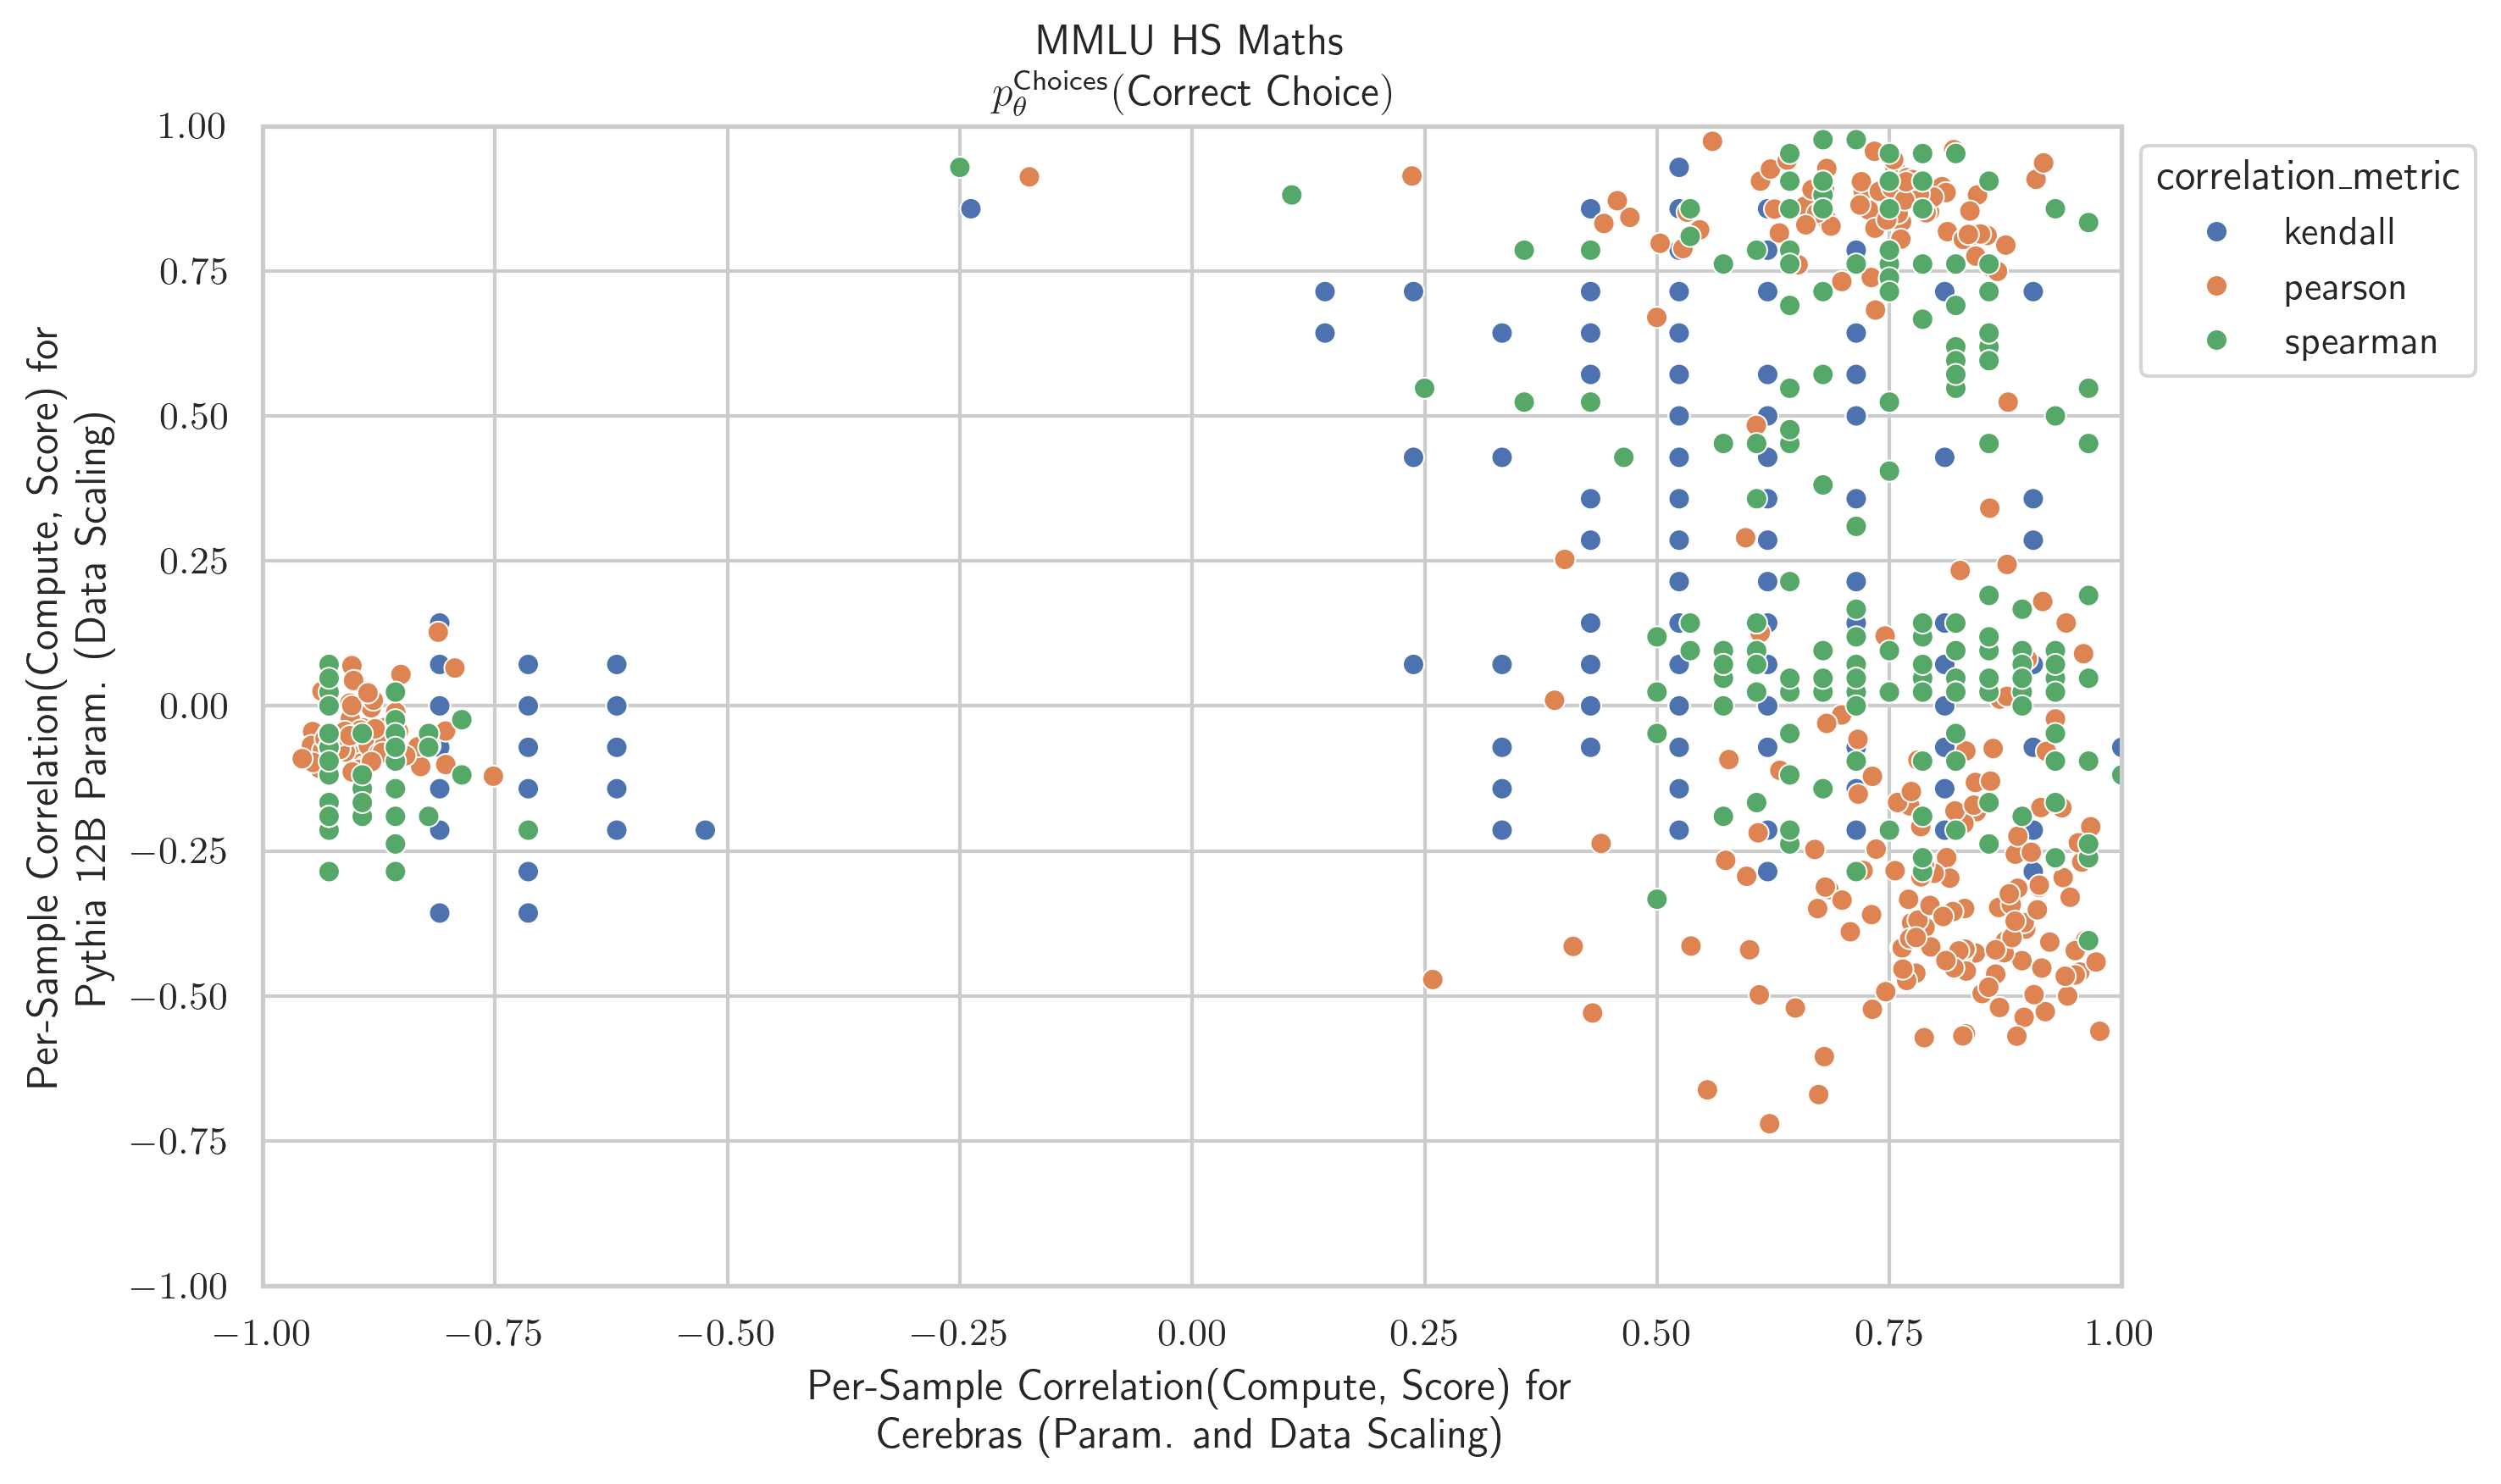 MMLU HS Maths
p_θ^Choices(Correct Choice)
1.00
0.75
0.50
0.25
0.00
−0.25
−0.50
−0.75
−1.00
Per-Sample Correlation(Compute, Score) for
Pythia 12B Param. (Data Scaling)
correlation_metric
kendall
pearson
spearman
−1.00 −0.75 −0.50 −0.25 0.00 0.25 0.50 0.75 1.00
Per-Sample Correlation(Compute, Score) for
Cerebras (Param. and Data Scaling)